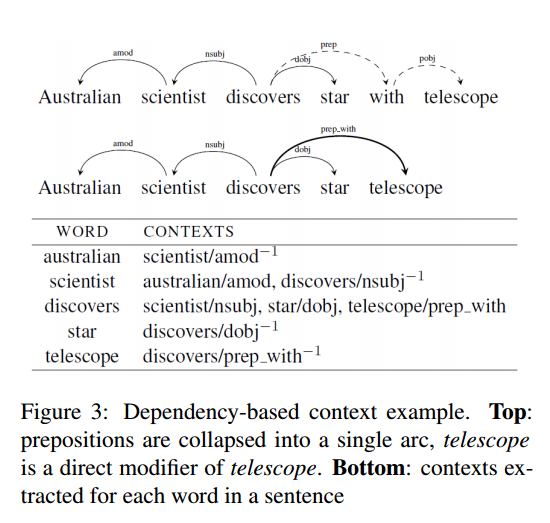 prep
amod nsubj dobj pobj
Australian scientist discovers star with telescope
prep_with
amod nsubj dobj
Australian scientist discovers star telescope
WORD CONTEXTS
australian scientist/amod⁻¹
scientist australian/amod, discovers/nsubj⁻¹
discovers scientist/nsubj, star/dobj, telescope/prep_with
star discovers/dobj⁻¹
telescope discovers/prep_with⁻¹
Figure 3: Dependency-based context example. Top:
prepositions are collapsed into a single arc, telescope
is a direct modifier of telescope. Bottom: contexts ex-
tracted for each word in a sentence